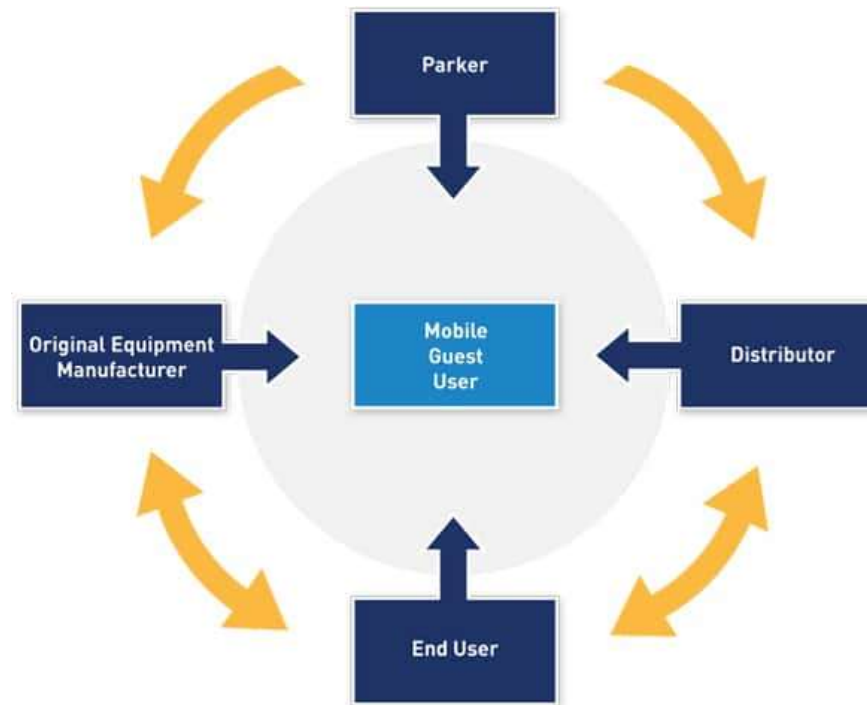 Parker
Original Equipment
Manufacturer
Mobile
Guest
User
Distributor
End User